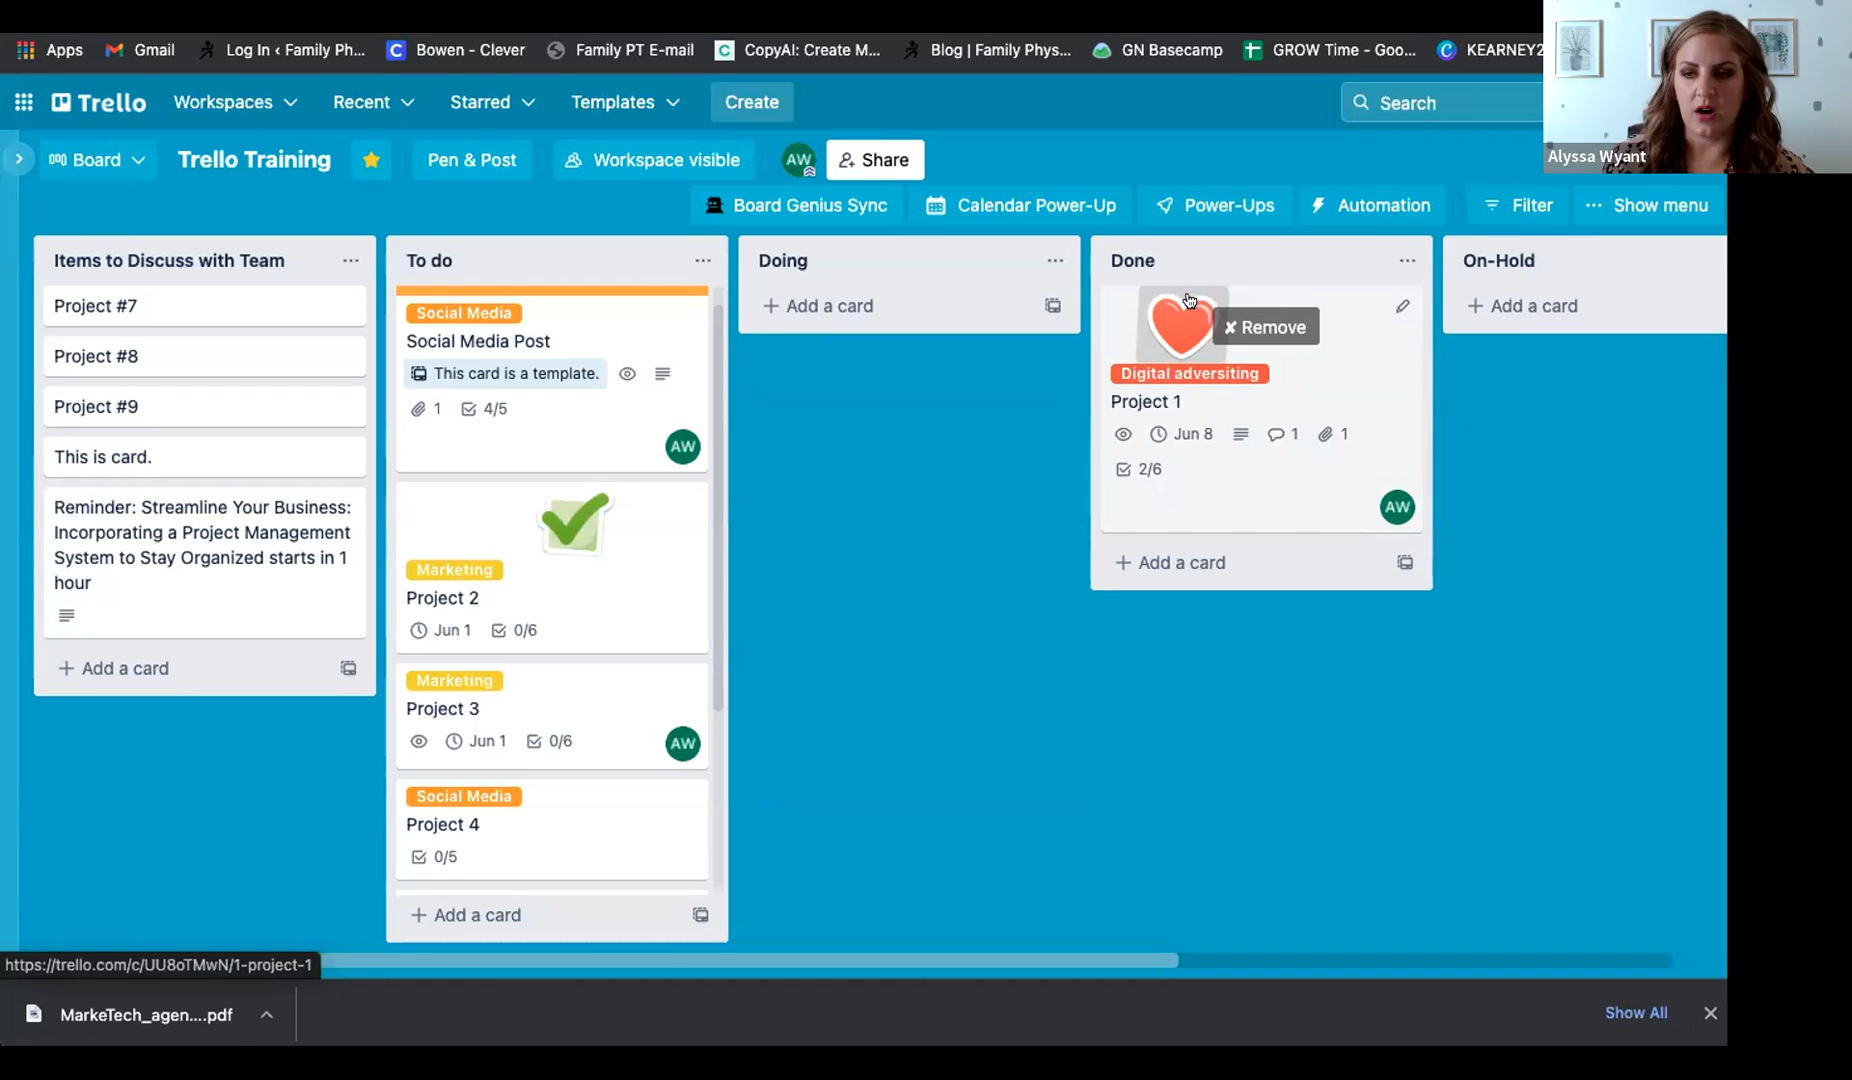 Apps
Gmail
Log In ‹ Family Ph...
Bowen - Clever
Family PT E-mail
CopyAI: Create M...
Blog | Family Phys...
GN Basecamp
GROW Time - Goo...
KEARNEY2
Trello
Workspaces
Recent
Starred
Templates
Create
Search
Alyssa Wyant
Board
Trello Training
Pen & Post
Workspace visible
AW
Share
Board Genius Sync
Calendar Power-Up
Power-Ups
Automation
Filter
Show menu
Items to Discuss with Team
Project #7
Project #8
Project #9
This is card.
Reminder: Streamline Your Business:
Incorporating a Project Management
System to Stay Organized starts in 1
hour
Add a card
To do
Social Media
Social Media Post
This card is a template.
1
4/5
AW
Marketing
Project 2
Jun 1
0/6
Marketing
Project 3
Jun 1
0/6
AW
Social Media
Project 4
0/5
Add a card
Doing
Add a card
Done
Remove
Digital adversiting
Project 1
Jun 8
1
1
2/6
AW
Add a card
On-Hold
Add a card
https://trello.com/c/UU8oTMwN/1-project-1
MarkeTech_agen....pdf
Show All